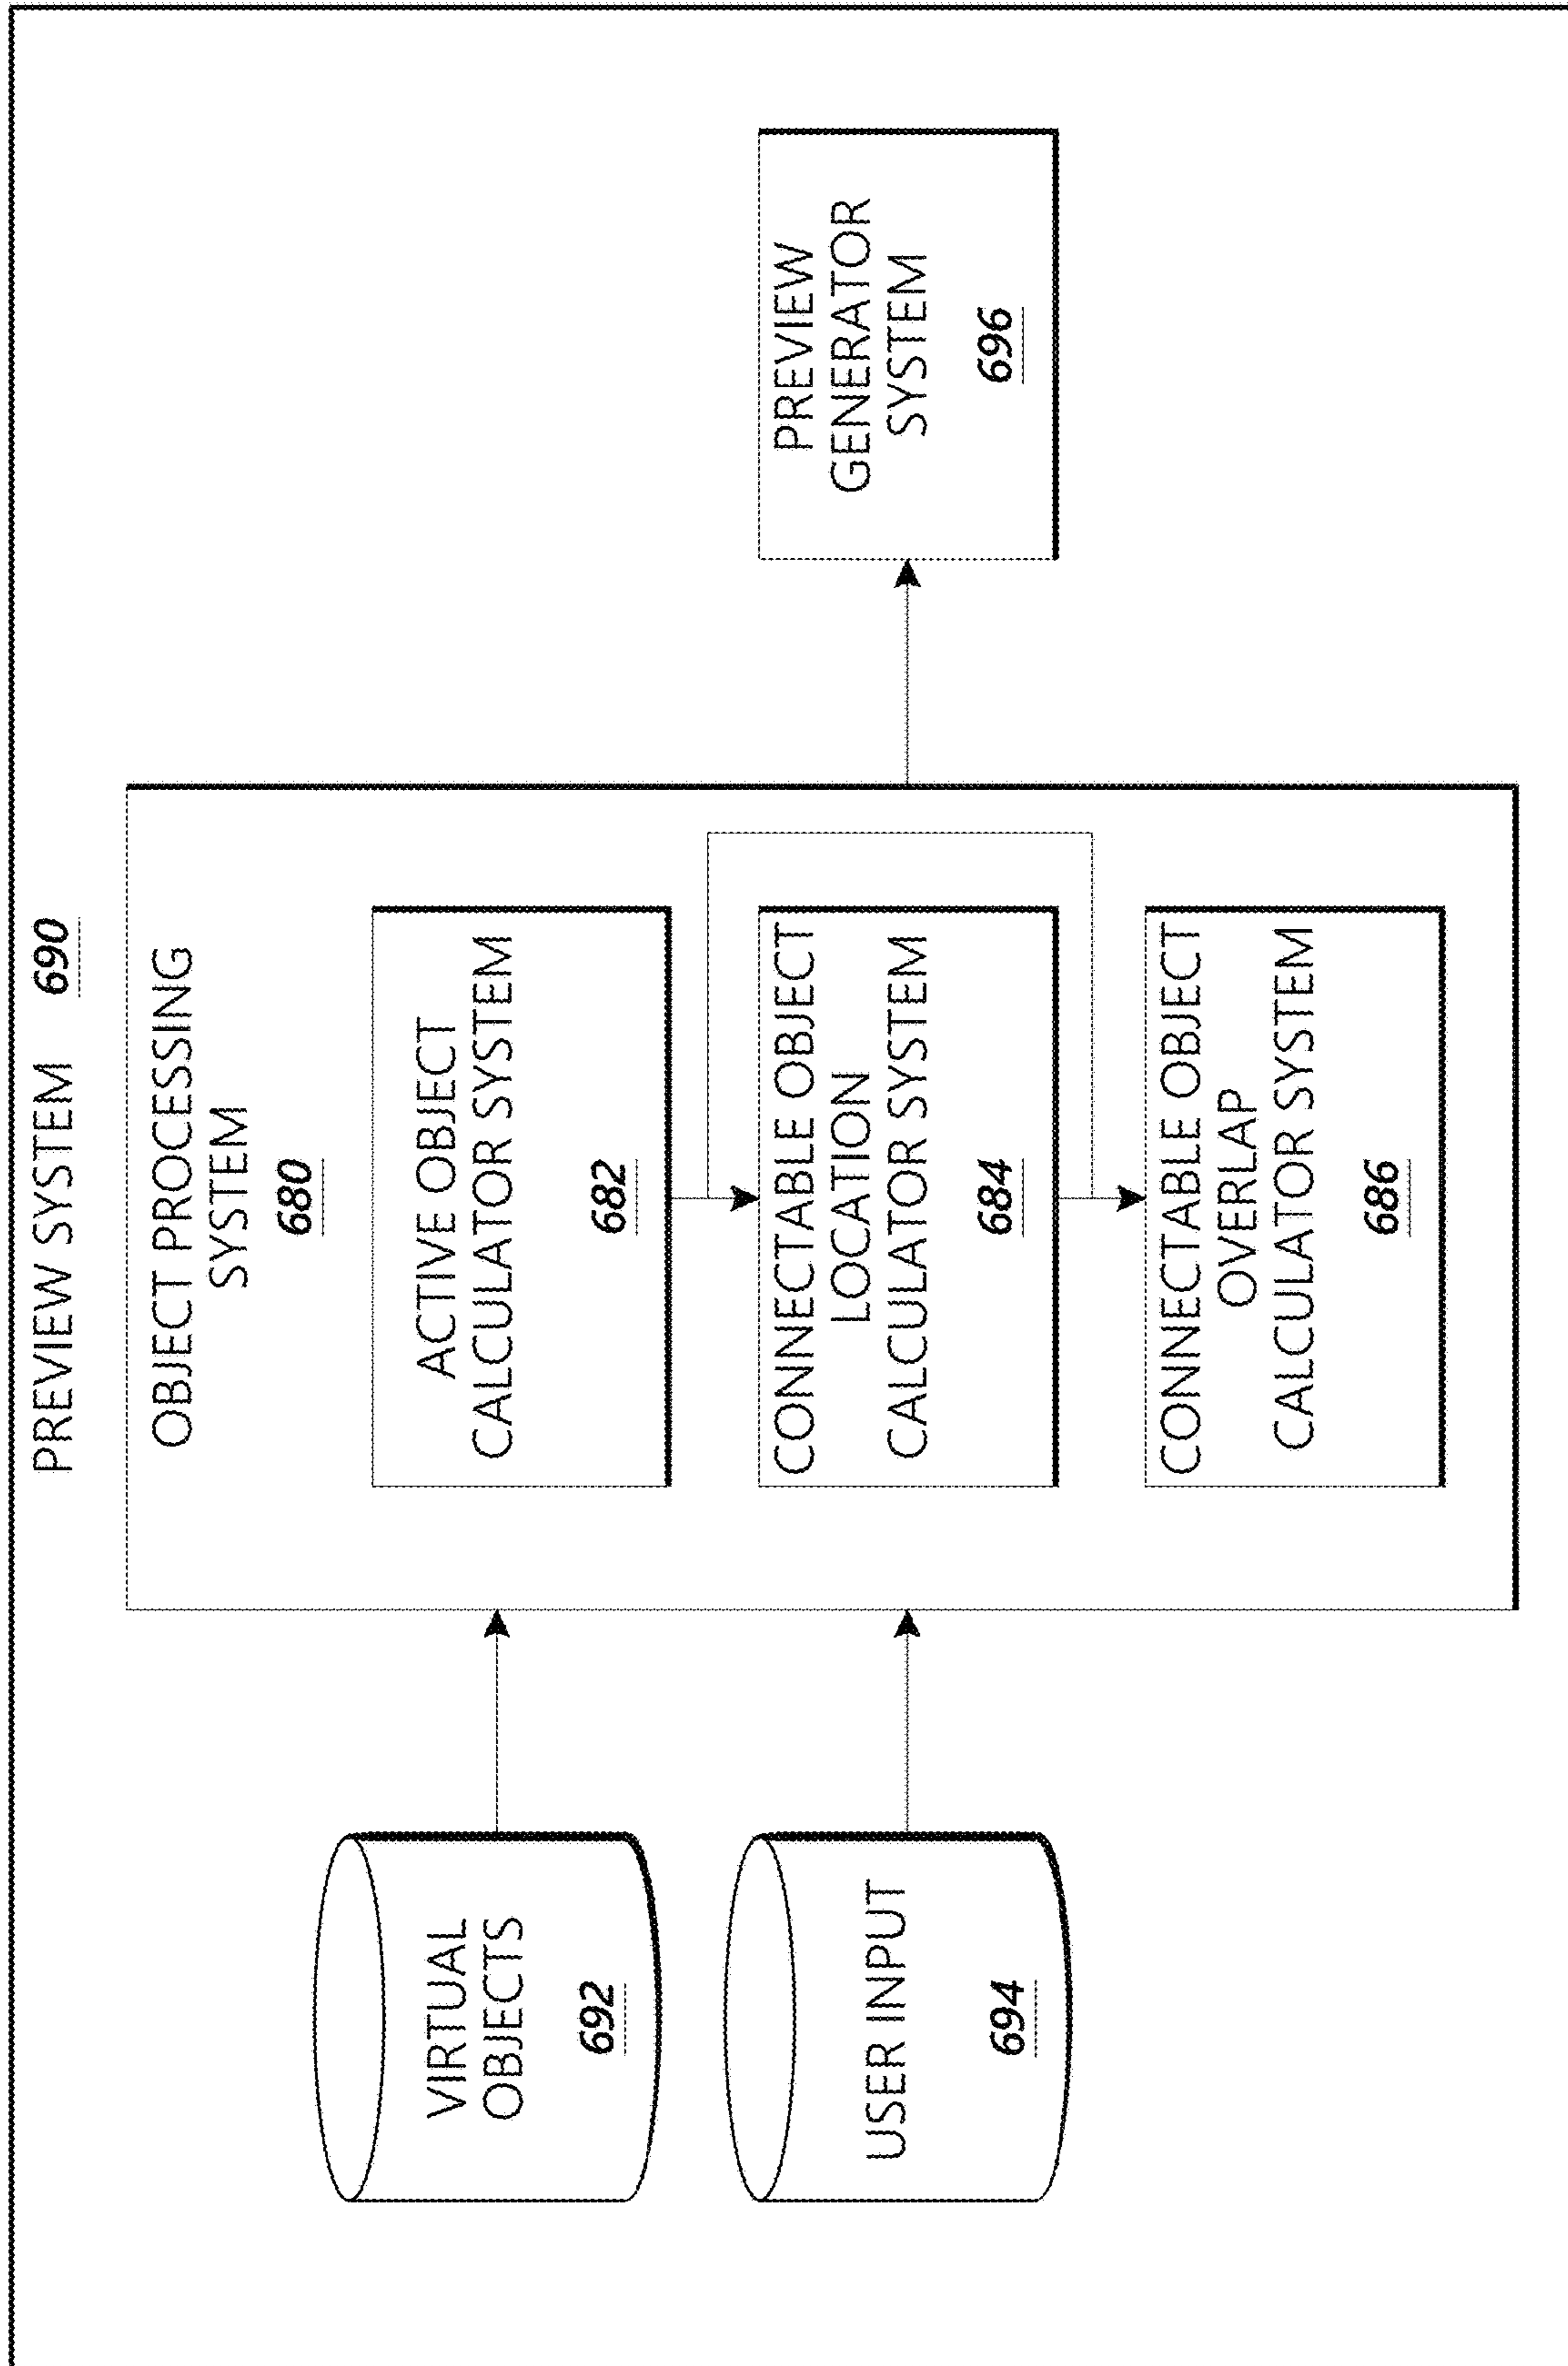 PREVIEW SYSTEM 690
VIRTUAL
OBJECTS
692
USER INPUT
694
OBJECT PROCESSING
SYSTEM
680
ACTIVE OBJECT
CALCULATOR SYSTEM
682
CONNECTABLE OBJECT
LOCATION
CALCULATOR SYSTEM
684
CONNECTABLE OBJECT
OVERLAP
CALCULATOR SYSTEM
686
PREVIEW
GENERATOR
SYSTEM
696